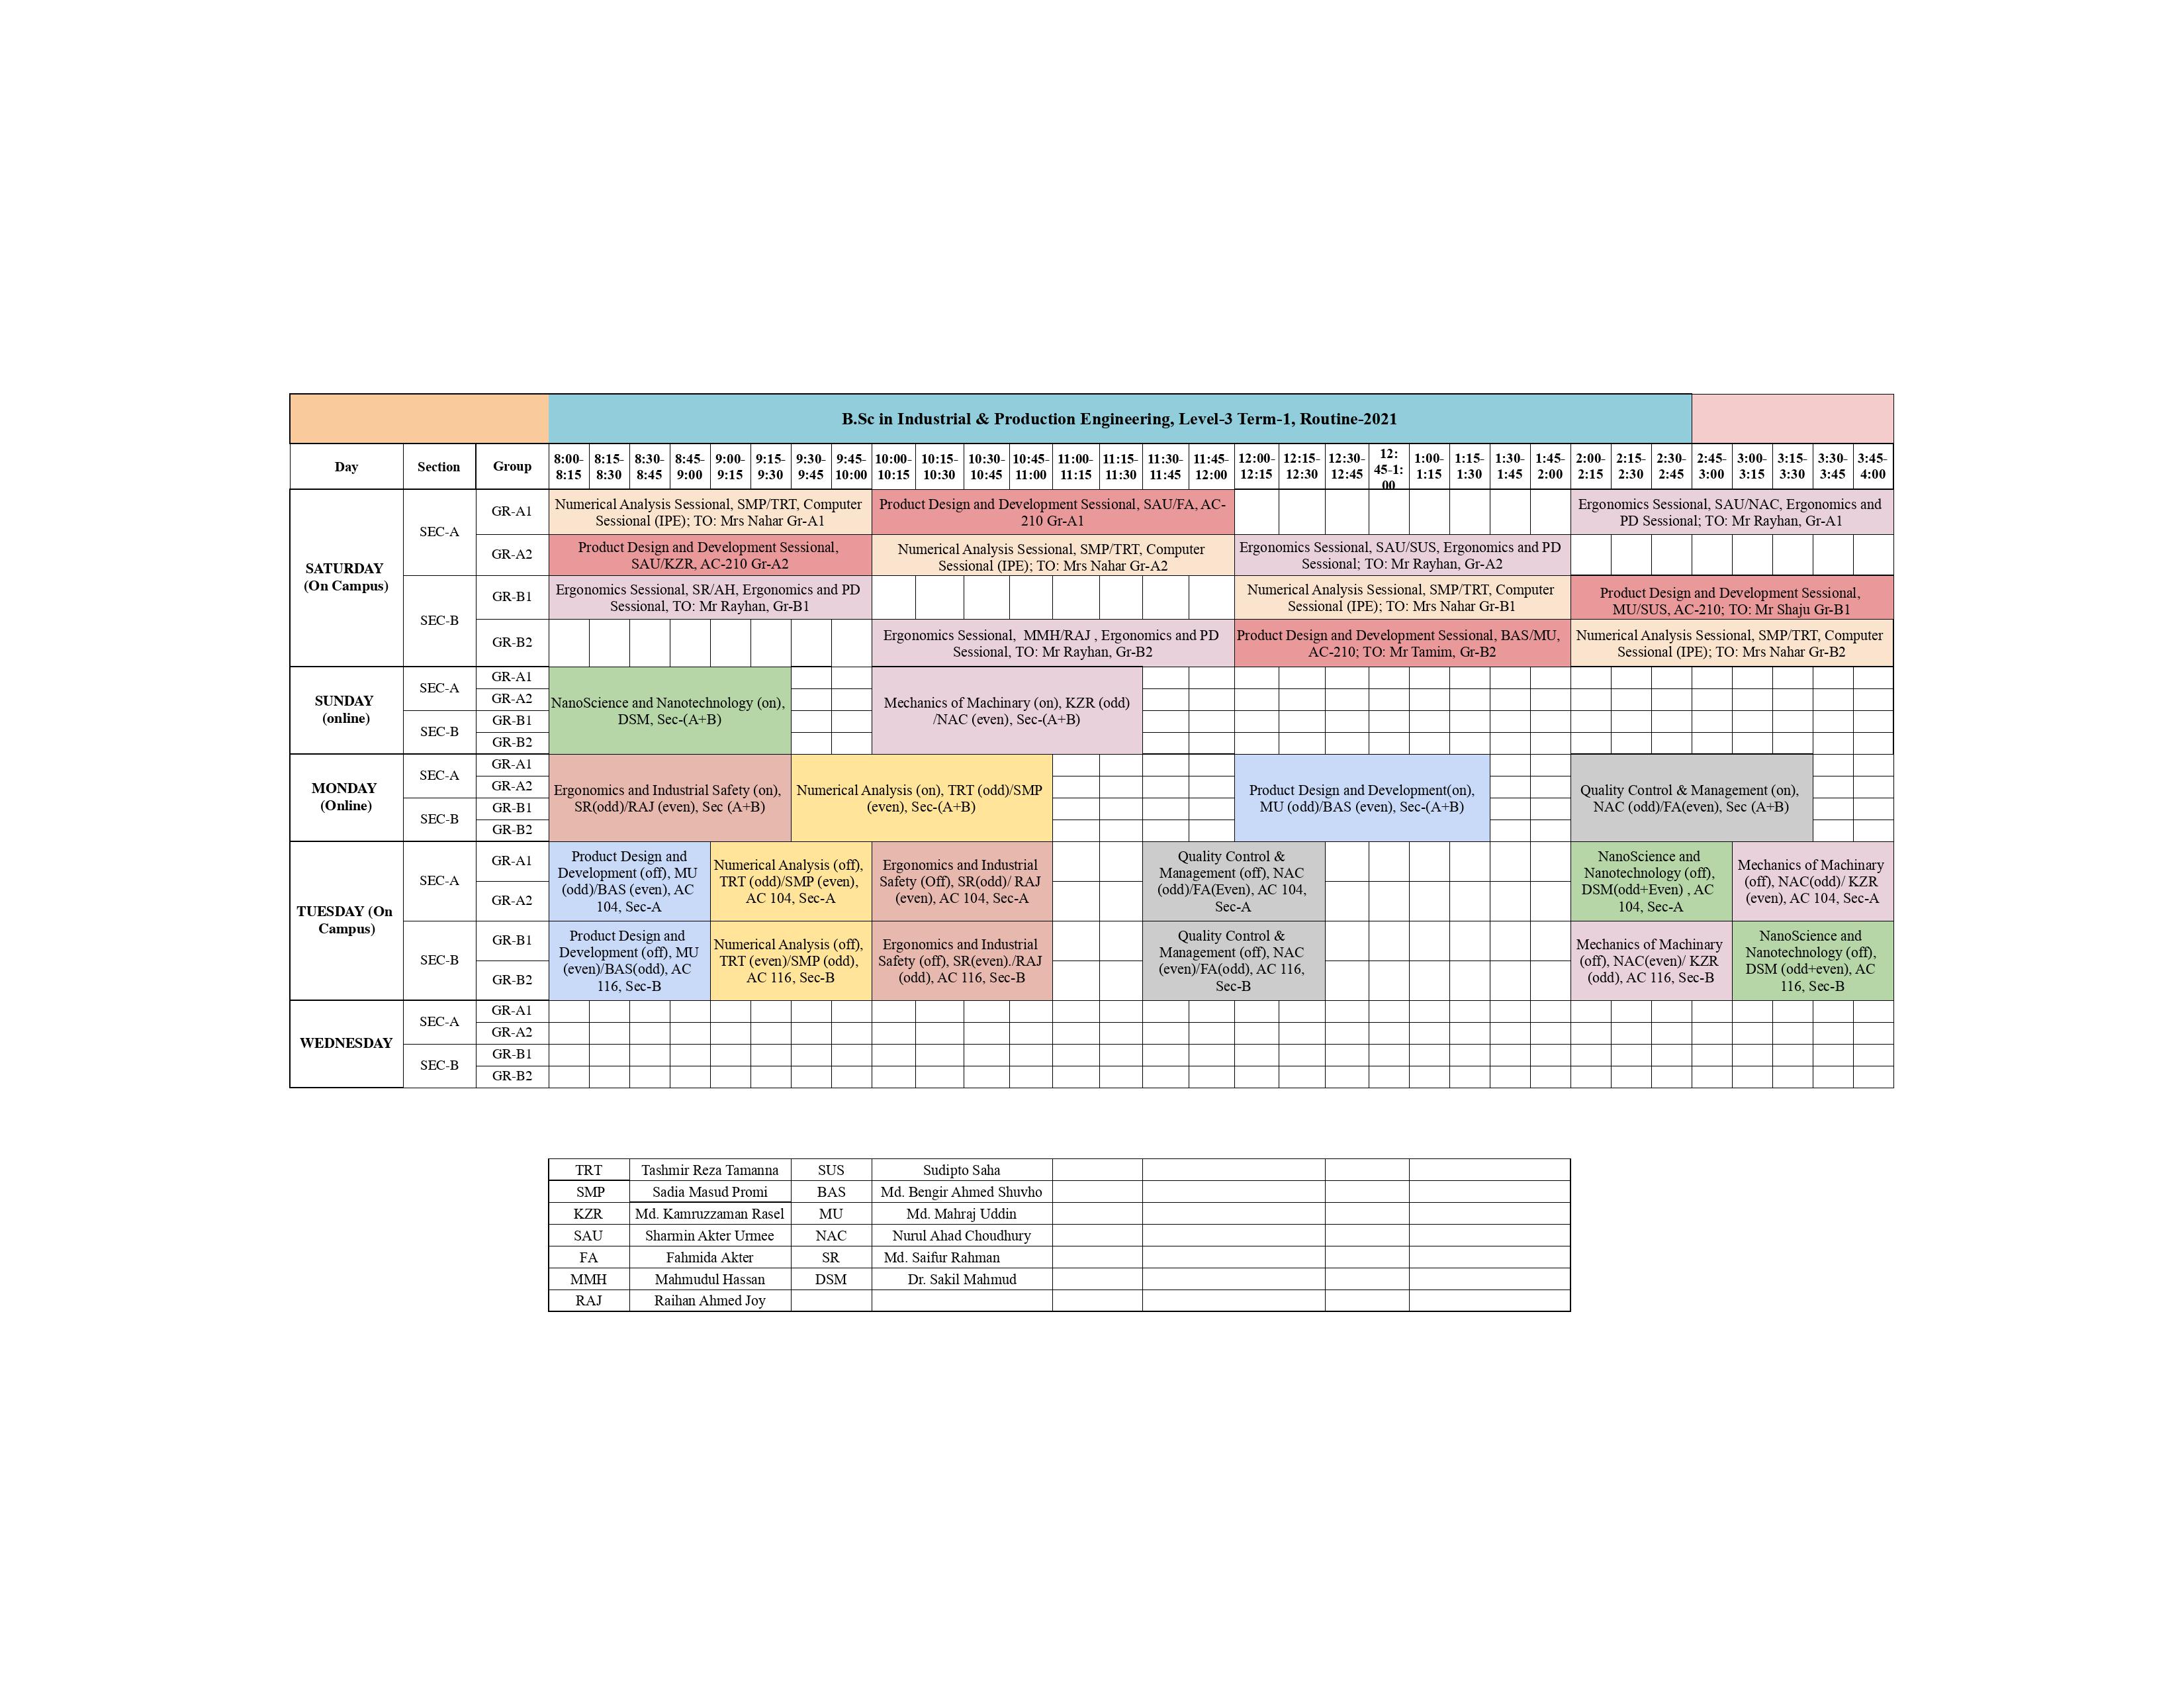 B.Sc in Industrial & Production Engineering, Level-3 Term-1, Routine-2021
Day
Section
Group
8:00-
8:15
8:15-
8:30
8:30-
8:45
8:45-
9:00
9:00-
9:15
9:15-
9:30
9:30-
9:45
9:45-
10:00
10:00-
10:15
10:15-
10:30
10:30-
10:45
10:45-
11:00
11:00-
11:15
11:15-
11:30
11:30-
11:45
11:45-
12:00
12:00-
12:15
12:15-
12:30
12:30-
12:45
12:
45-1:
00
1:00-
1:15
1:15-
1:30
1:30-
1:45
1:45-
2:00
2:00-
2:15
2:15-
2:30
2:30-
2:45
2:45-
3:00
3:00-
3:15
3:15-
3:30
3:30-
3:45
3:45-
4:00
SATURDAY
(On Campus)
SEC-A
GR-A1
Numerical Analysis Sessional, SMP/TRT, Computer
Sessional (IPE); TO: Mrs Nahar Gr-A1
Product Design and Development Sessional, SAU/FA, AC-
210 Gr-A1
Ergonomics Sessional, SAU/NAC, Ergonomics and
PD Sessional; TO: Mr Rayhan, Gr-A1
GR-A2
Product Design and Development Sessional,
SAU/KZR, AC-210 Gr-A2
Numerical Analysis Sessional, SMP/TRT, Computer
Sessional (IPE); TO: Mrs Nahar Gr-A2
Ergonomics Sessional, SAU/SUS, Ergonomics and PD
Sessional; TO: Mr Rayhan, Gr-A2
SEC-B
GR-B1
Ergonomics Sessional, SR/AH, Ergonomics and PD
Sessional, TO: Mr Rayhan, Gr-B1
Numerical Analysis Sessional, SMP/TRT, Computer
Sessional (IPE); TO: Mrs Nahar Gr-B1
Product Design and Development Sessional,
MU/SUS, AC-210; TO: Mr Shaju Gr-B1
GR-B2
Ergonomics Sessional, MMH/RAJ , Ergonomics and PD
Sessional, TO: Mr Rayhan, Gr-B2
Product Design and Development Sessional, BAS/MU,
AC-210; TO: Mr Tamim, Gr-B2
Numerical Analysis Sessional, SMP/TRT, Computer
Sessional (IPE); TO: Mrs Nahar Gr-B2
SUNDAY
(online)
SEC-A
GR-A1
GR-A2
SEC-B
GR-B1
GR-B2
NanoScience and Nanotechnology (on),
DSM, Sec-(A+B)
Mechanics of Machinary (on), KZR (odd)
/NAC (even), Sec-(A+B)
MONDAY
(Online)
SEC-A
GR-A1
GR-A2
SEC-B
GR-B1
GR-B2
Ergonomics and Industrial Safety (on),
SR(odd)/RAJ (even), Sec (A+B)
Numerical Analysis (on), TRT (odd)/SMP
(even), Sec-(A+B)
Product Design and Development(on),
MU (odd)/BAS (even), Sec-(A+B)
Quality Control & Management (on),
NAC (odd)/FA(even), Sec (A+B)
TUESDAY (On
Campus)
SEC-A
GR-A1
GR-A2
Product Design and
Development (off), MU
(odd)/BAS (even), AC
104, Sec-A
Numerical Analysis (off),
TRT (odd)/SMP (even),
AC 104, Sec-A
Ergonomics and Industrial
Safety (Off), SR(odd)/ RAJ
(even), AC 104, Sec-A
Quality Control &
Management (off), NAC
(odd)/FA(Even), AC 104,
Sec-A
NanoScience and
Nanotechnology (off),
DSM(odd+Even) , AC
104, Sec-A
Mechanics of Machinary
(off), NAC(odd)/ KZR
(even), AC 104, Sec-A
SEC-B
GR-B1
GR-B2
Product Design and
Development (off), MU
(even)/BAS(odd), AC
116, Sec-B
Numerical Analysis (off),
TRT (even)/SMP (odd),
AC 116, Sec-B
Ergonomics and Industrial
Safety (off), SR(even)./RAJ
(odd), AC 116, Sec-B
Quality Control &
Management (off), NAC
(even)/FA(odd), AC 116,
Sec-B
Mechanics of Machinary
(off), NAC(even)/ KZR
(odd), AC 116, Sec-B
NanoScience and
Nanotechnology (off),
DSM (odd+even), AC
116, Sec-B
WEDNESDAY
SEC-A
GR-A1
GR-A2
SEC-B
GR-B1
GR-B2
TRT Tashmir Reza Tamanna SUS Sudipto Saha
SMP Sadia Masud Promi BAS Md. Bengir Ahmed Shuvho
KZR Md. Kamruzzaman Rasel MU Md. Mahraj Uddin
SAU Sharmin Akter Urmee NAC Nurul Ahad Choudhury
FA Fahmida Akter SR Md. Saifur Rahman
MMH Mahmudul Hassan DSM Dr. Sakil Mahmud
RAJ Raihan Ahmed Joy